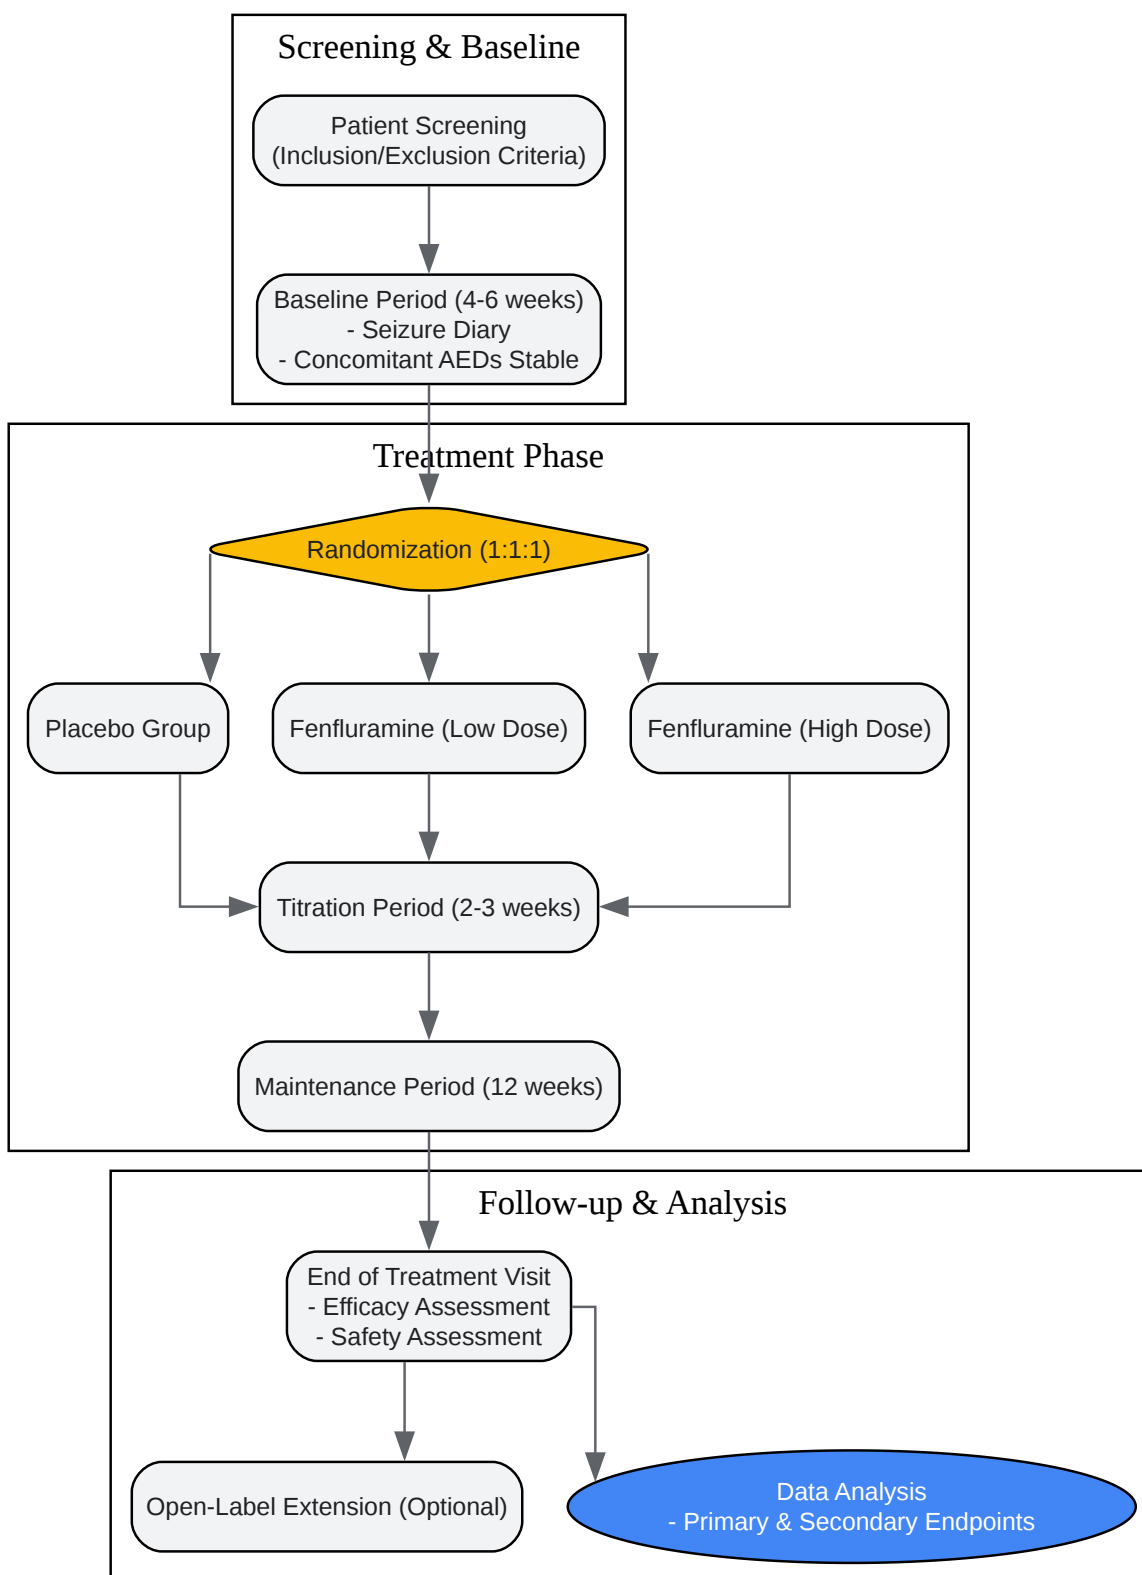 Screening & Baseline
Patient Screening
(Inclusion/Exclusion Criteria)
Baseline Period (4-6 weeks)
- Seizure Diary
- Concomitant AEDs Stable
Treatment Phase
Randomization (1:1:1)
Placebo Group
Fenfluramine (Low Dose)
Fenfluramine (High Dose)
Titration Period (2-3 weeks)
Maintenance Period (12 weeks)
Follow-up & Analysis
End of Treatment Visit
- Efficacy Assessment
- Safety Assessment
Open-Label Extension (Optional)
Data Analysis
- Primary & Secondary Endpoints